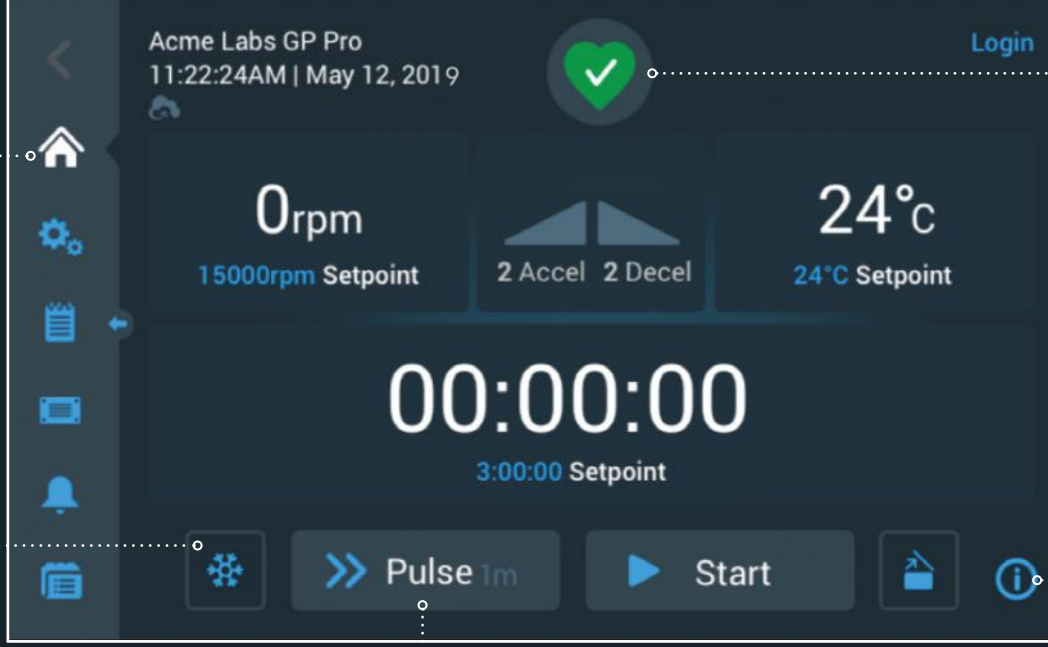 Acme Labs GP Pro
Login
11:22:24AM | May 12, 2019
0rpm
15000rpm Setpoint
2 Accel 2 Decel
24°C
24°C Setpoint
00:00:00
3:00:00 Setpoint
Pulse 1m
Start